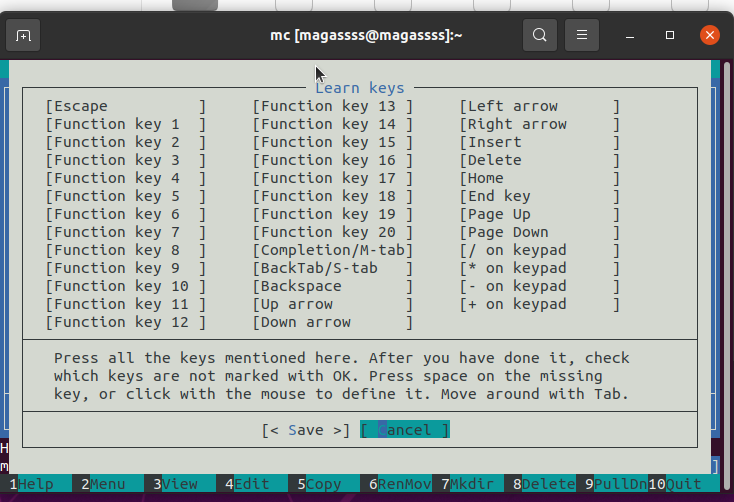 mc [magassss@magassss]:~
Learn keys
[Escape          ]     [Function key 13 ]     [Left arrow      ]
[Function key 1  ]     [Function key 14 ]     [Right arrow     ]
[Function key 2  ]     [Function key 15 ]     [Insert          ]
[Function key 3  ]     [Function key 16 ]     [Delete          ]
[Function key 4  ]     [Function key 17 ]     [Home            ]
[Function key 5  ]     [Function key 18 ]     [End key         ]
[Function key 6  ]     [Function key 19 ]     [Page Up         ]
[Function key 7  ]     [Function key 20 ]     [Page Down       ]
[Function key 8  ]     [Completion/M-tab]     [/ on keypad     ]
[Function key 9  ]     [BackTab/S-tab   ]     [* on keypad     ]
[Function key 10 ]     [Backspace       ]     [- on keypad     ]
[Function key 11 ]     [Up arrow        ]     [+ on keypad     ]
[Function key 12 ]     [Down arrow      ]
Press all the keys mentioned here. After you have done it, check
which keys are not marked with OK. Press space on the missing
key, or click with the mouse to define it. Move around with Tab.
[< Save >] [ Cancel ]
H
m ]
1Help 2Menu 3View 4Edit 5Copy 6RenMov 7Mkdir 8Delete 9PullDn 10Quit